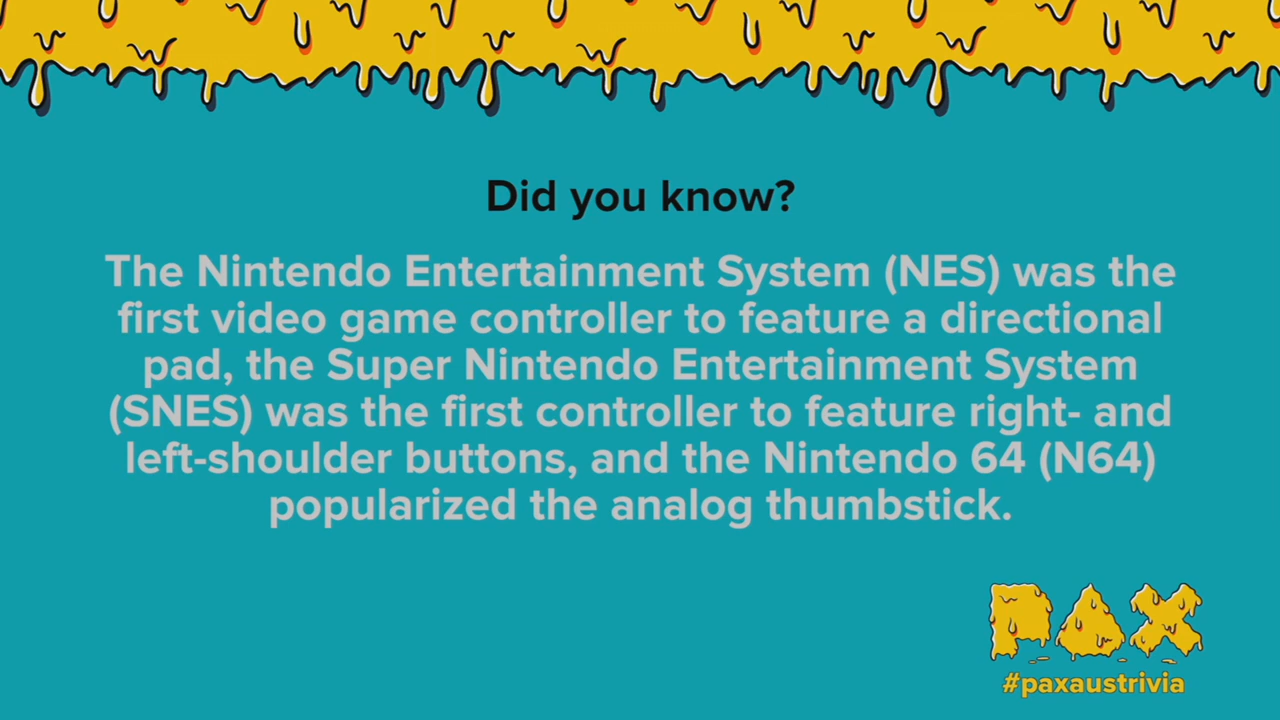 Did you know?
The Nintendo Entertainment System (NES) was the
first video game controller to feature a directional
pad, the Super Nintendo Entertainment System
(SNES) was the first controller to feature right- and
left-shoulder buttons, and the Nintendo 64 (N64)
popularized the analog thumbstick.
PAX
#paxaustrivia